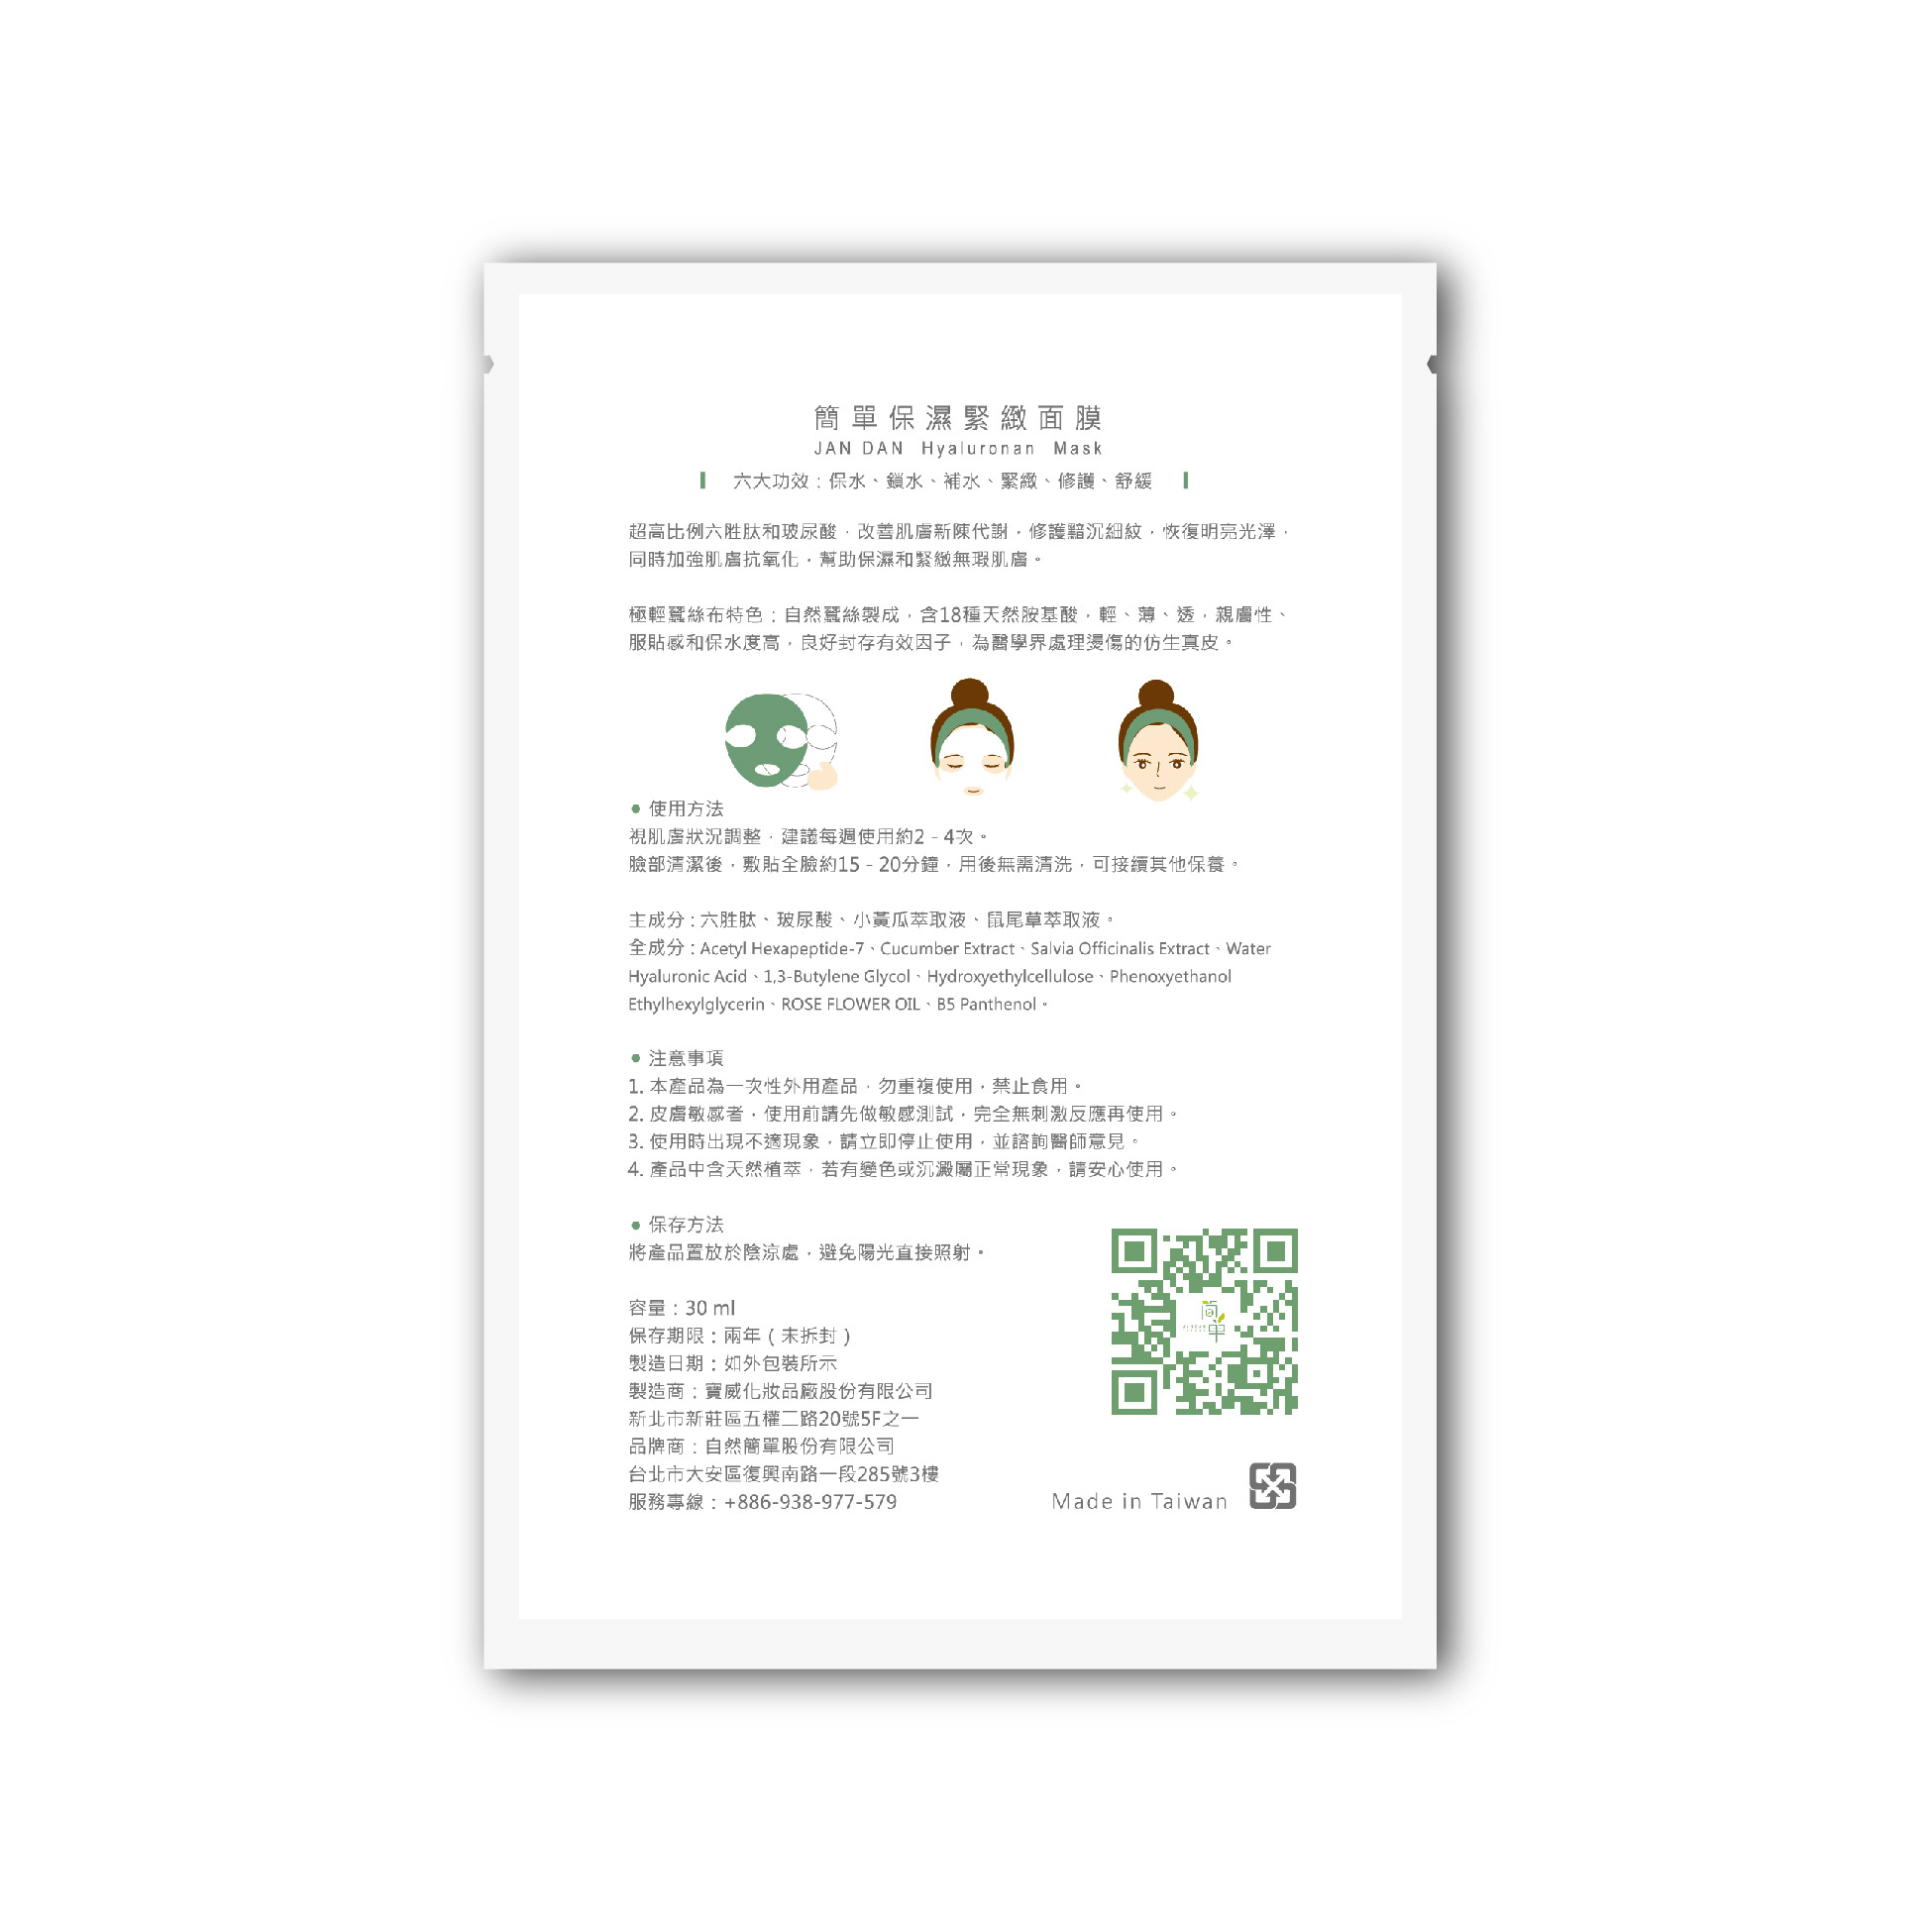 簡單保濕緊緻面膜
JAN DAN Hyaluronan Mask
六大功效：保水、鎖水、補水、緊緻、修護、舒緩
超高比例六胜肽和玻尿酸，改善肌膚新陳代謝，修護黯沉細紋，恢復明亮光澤，
同時加強肌膚抗氧化，幫助保濕和緊緻無瑕肌膚。
極輕蠶絲布特色：自然蠶絲製成，含18種天然胺基酸，輕、薄、透，親膚性、
服貼感和保水度高，良好封存有效因子，為醫學界處理燙傷的仿生真皮。
使用方法
視肌膚狀況調整，建議每週使用約2 - 4次。
臉部清潔後，敷貼全臉約15 - 20分鐘，用後無需清洗，可接續其他保養。
主成分：六胜肽、玻尿酸、小黃瓜萃取液、鼠尾草萃取液。
全成分：Acetyl Hexapeptide-7、Cucumber Extract、Salvia Officinalis Extract、Water
Hyaluronic Acid、1,3-Butylene Glycol、Hydroxyethylcellulose、Phenoxyethanol
Ethylhexylglycerin、ROSE FLOWER OIL、B5 Panthenol。
注意事項
1. 本產品為一次性外用產品，勿重複使用，禁止食用。
2. 皮膚敏感者，使用前請先做敏感測試，完全無刺激反應再使用。
3. 使用時出現不適現象，請立即停止使用，並諮詢醫師意見。
4. 產品中含天然植萃，若有變色或沉澱屬正常現象，請安心使用。
保存方法
將產品置放於陰涼處，避免陽光直接照射。
容量：30 ml
保存期限：兩年（未拆封）
製造日期：如外包裝所示
製造商：寶威化妝品廠股份有限公司
新北市新莊區五權二路20號5F之一
品牌商：自然簡單股份有限公司
台北市大安區復興南路一段285號3樓
服務專線：+886-938-977-579
簡單
Made in Taiwan